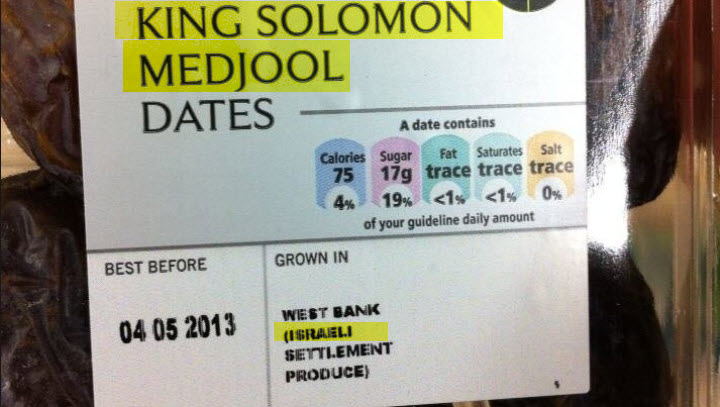 KING SOLOMON
MEDJOOL
DATES
A date contains
Calories Sugar Fat Saturates Salt
75 17g trace trace trace
4% 19% <1% <1% 0%
of your guideline daily amount
BEST BEFORE
04 05 2013
GROWN IN
WEST BANK
(ISRAELI
SETTLEMENT
PRODUCE)